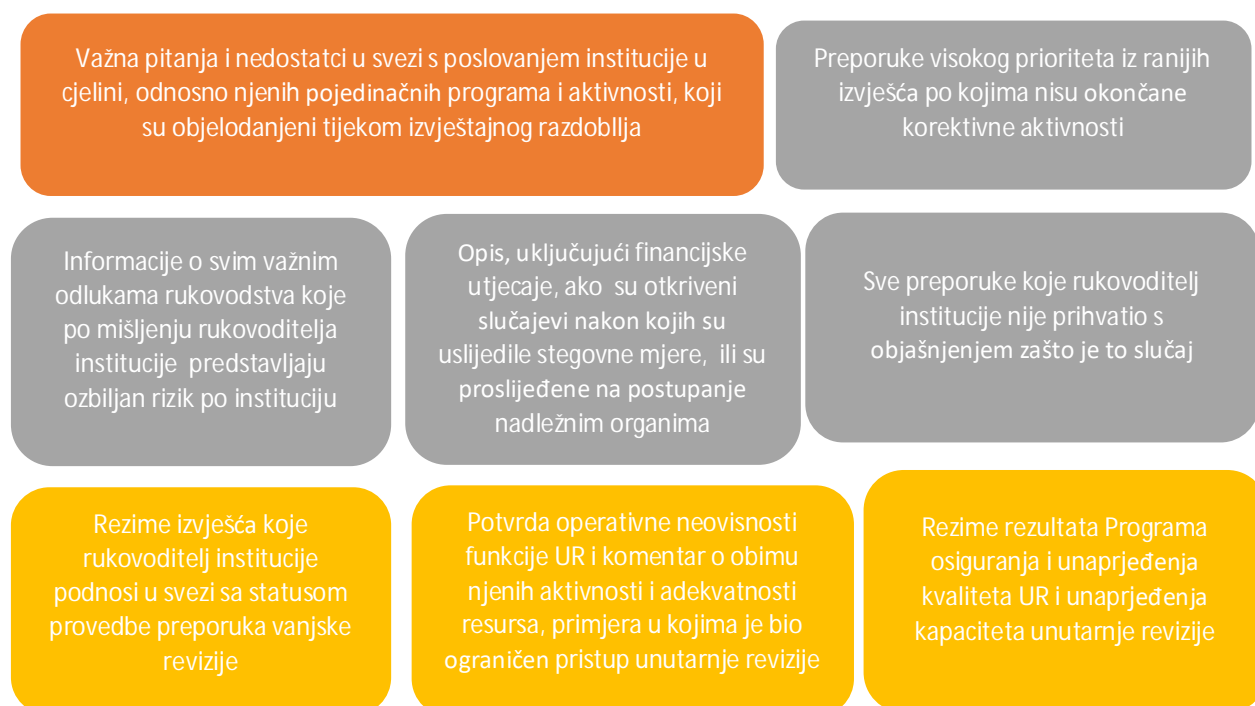 Važna pitanja i nedostatci u svezi s poslovanjem institucije u
cjelini, odnosno njenih pojedinačnih programa i aktivnosti, koji
su objelodanjeni tijekom izvještajnog razdobllja
Preporuke visokog prioriteta iz ranijih
izvješća po kojima nisu okončane
korektivne aktivnosti
Informacije o svim važnim
odlukama rukovodstva koje
po mišljenju rukovoditelja
institucije predstavljaju
ozbiljan rizik po instituciju
Opis, uključujući financijske
utjecaje, ako su otkriveni
slučajevi nakon kojih su
uslijedile stegovne mjere, ili su
proslijeđene na postupanje
nadležnim organima
Sve preporuke koje rukovoditelj
institucije nije prihvatio s
objašnjenjem zašto je to slučaj
Rezime izvješća koje
rukovoditelj institucije
podnosi u svezi sa statusom
provedbe preporuka vanjske
revizije
Potvrda operativne neovisnosti
funkcije UR i komentar o obimu
njenih aktivnosti i adekvatnosti
resursa, primjera u kojima je bio
ograničen pristup unutarnje revizije
Rezime rezultata Programa
osiguranja i unaprjeđenja
kvaliteta UR i unaprjeđenja
kapaciteta unutarnje revizije